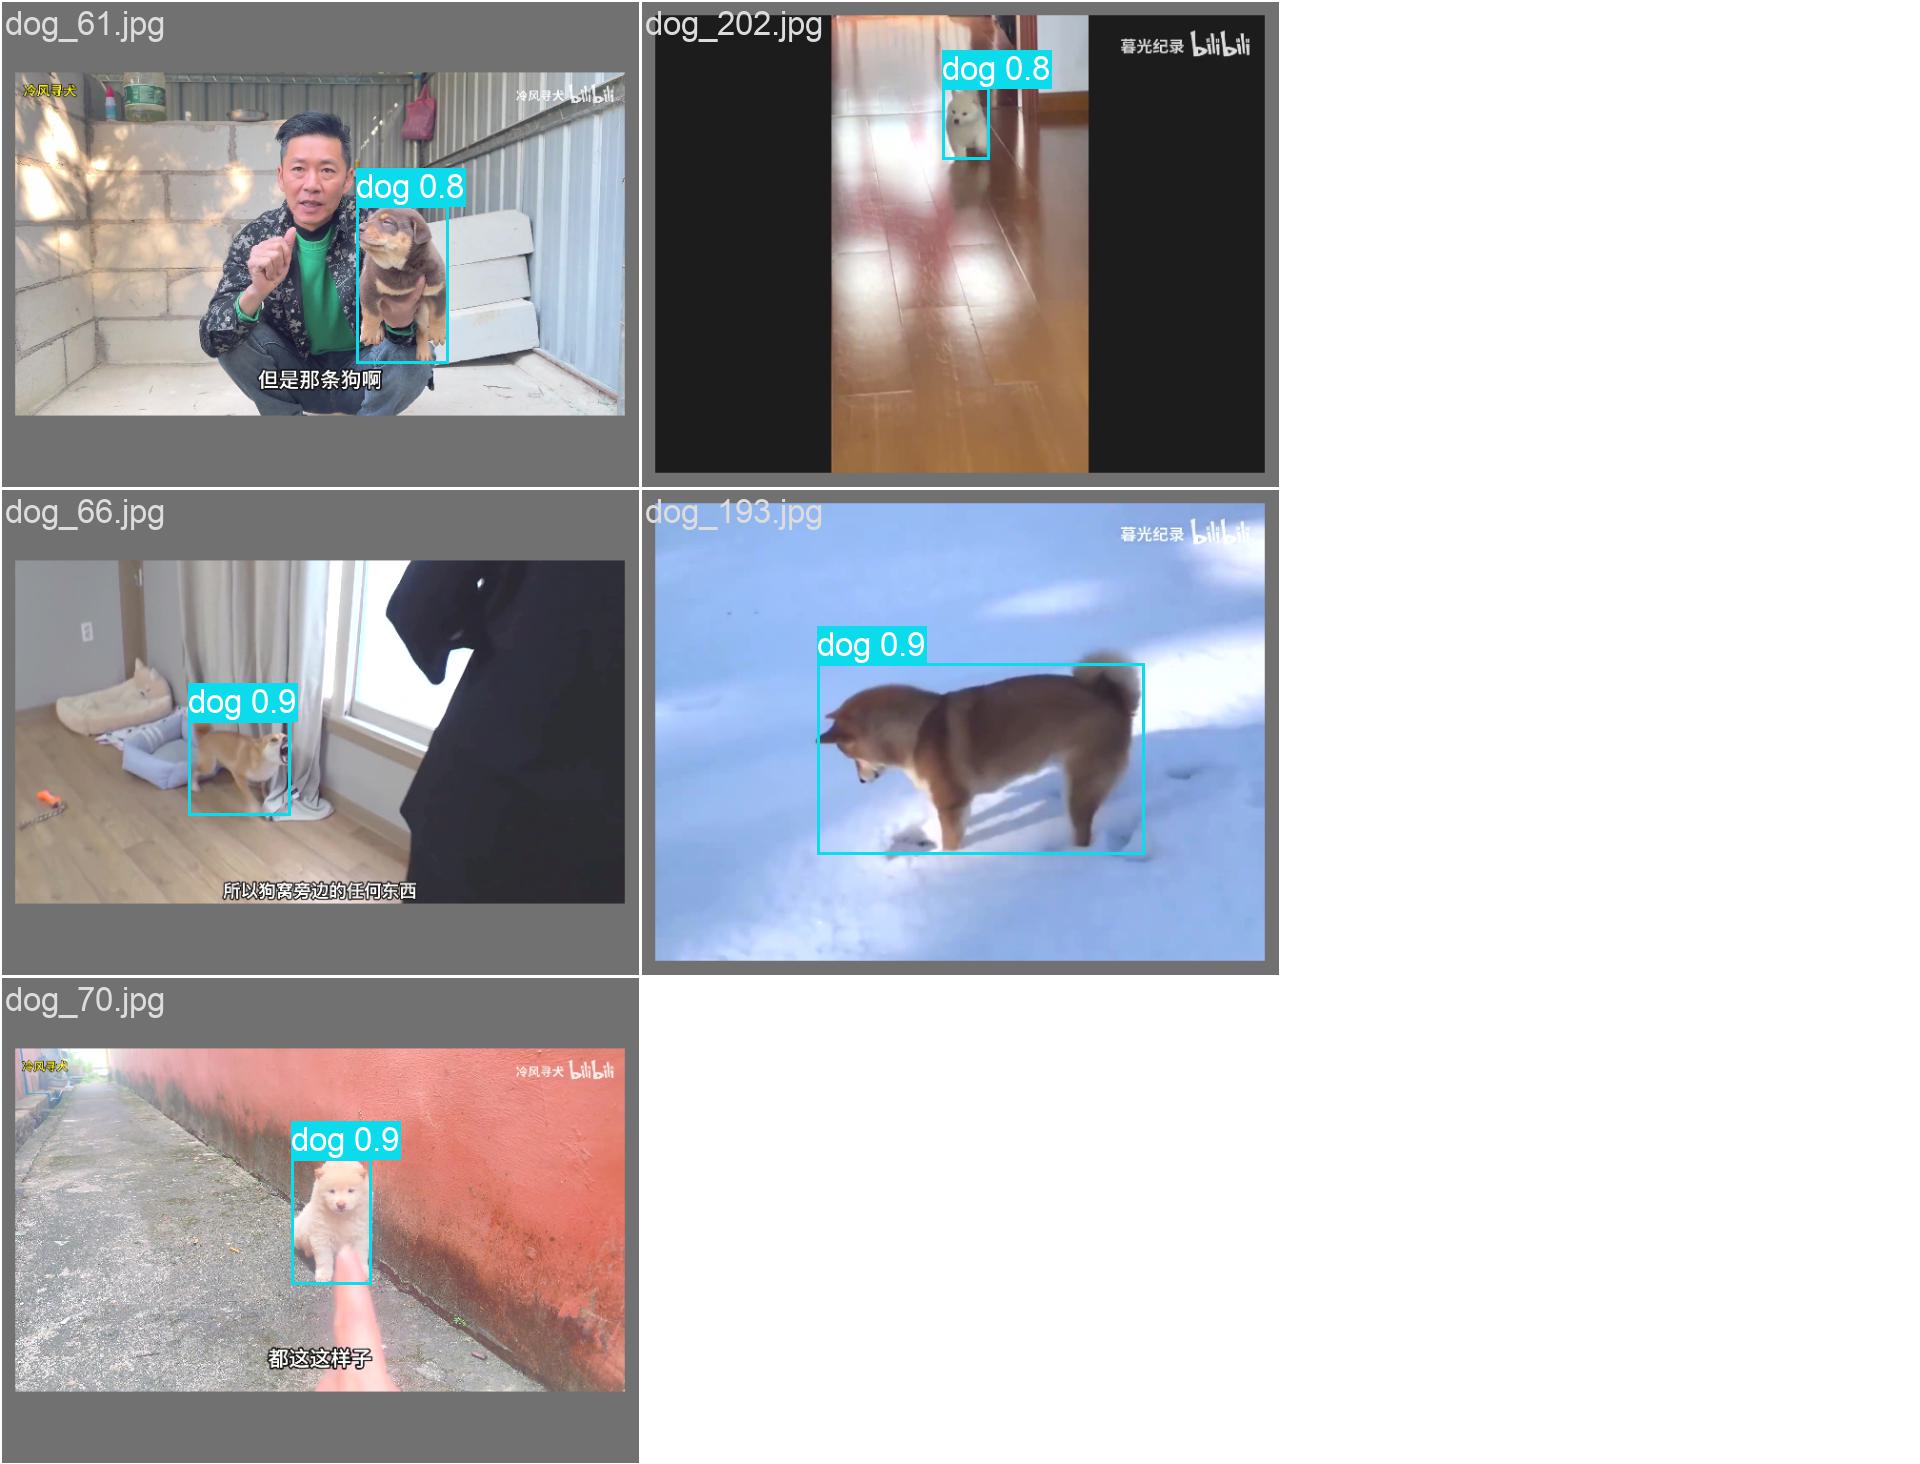 dog_61.jpg
冷风寻犬
冷风寻犬 bilibili
dog 0.8
但是那条狗啊
dog_202.jpg
暮光纪录 bilibili
dog 0.8
dog_66.jpg
dog 0.9
所以狗窝旁边的任何东西
dog_193.jpg
暮光纪录 bilibili
dog 0.9
dog_70.jpg
冷风寻犬
冷风寻犬 bilibili
dog 0.9
都这这样子